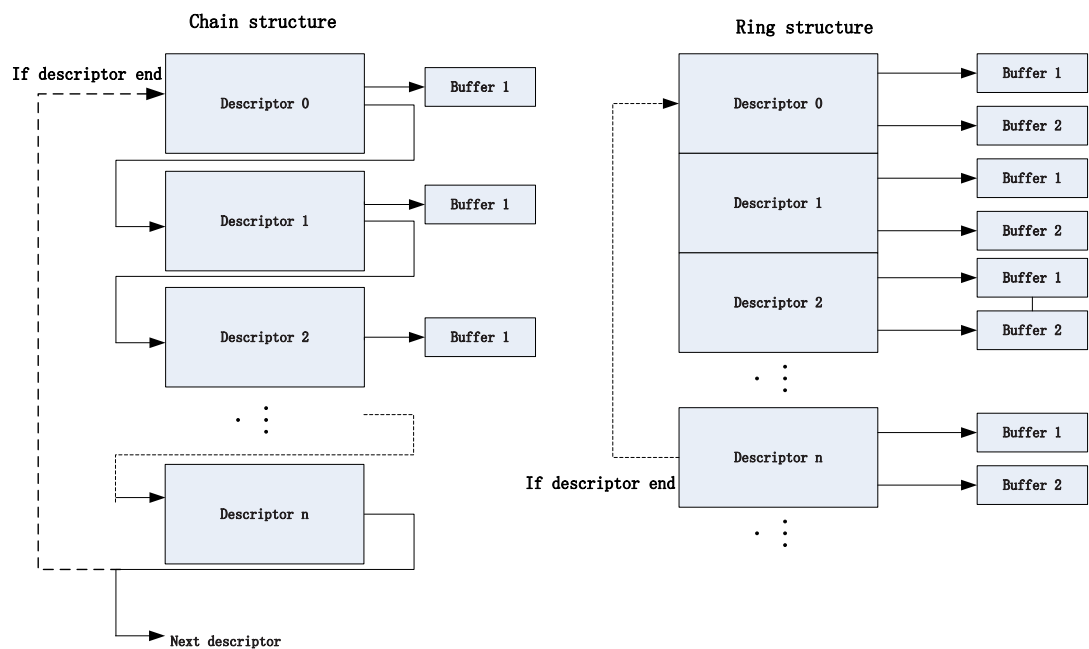 Chain structure
If descriptor end
Descriptor 0
Buffer 1
Descriptor 1
Buffer 1
Descriptor 2
Buffer 1
Descriptor n
Next descriptor
Ring structure
Descriptor 0
Buffer 1
Buffer 2
Descriptor 1
Buffer 1
Buffer 2
Descriptor 2
Buffer 1
Buffer 2
If descriptor end
Descriptor n
Buffer 1
Buffer 2